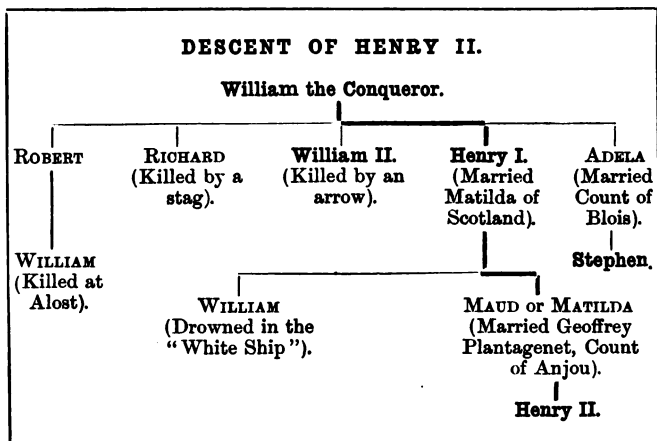 DESCENT OF HENRY II.
William the Conqueror.
ROBERT
RICHARD
(Killed by a
stag).
William II.
(Killed by an
arrow).
Henry I.
(Married
Matilda of
Scotland).
ADELA
(Married
Count of
Blois).
WILLIAM
(Killed at
Alost).
Stephen.
WILLIAM
(Drowned in the
“White Ship”).
MAUD or MATILDA
(Married Geoffrey
Plantagenet, Count
of Anjou).
Henry II.